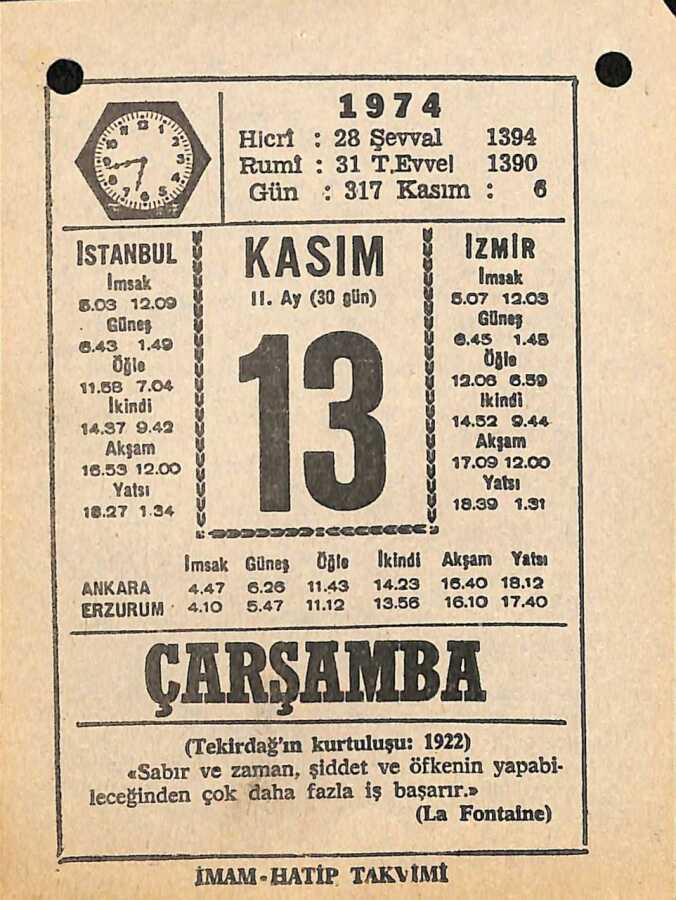 1974
Hicrî : 28 Şevval 1394
Rumî : 31 T.Evvel 1390
Gün : 317 Kasım : 6
İSTANBUL
İmsak
5.03 12.09
Güneş
6.43 1.49
Öğle
11.58 7.04
İkindi
14.37 9.42
Akşam
16.53 12.00
Yatsı
18.27 1.34
KASIM
11. Ay (30 gün)
13
İZMİR
İmsak
5.07 12.03
Güneş
6.45 1.45
Öğle
12.06 6.59
İkindi
14.52 9.44
Akşam
17.09 12.00
Yatsı
18.39 1.31
İmsak Güneş Öğle İkindi Akşam Yatsı
ANKARA 4.47 6.26 11.43 14.23 16.40 18.12
ERZURUM 4.10 5.47 11.12 13.56 16.10 17.40
ÇARŞAMBA
(Tekirdağ'ın kurtuluşu: 1922)
«Sabır ve zaman, şiddet ve öfkenin yapabi-
leceğinden çok daha fazla iş başarır.»
(La Fontaine)
İMAM-HATİP TAKVİMİ